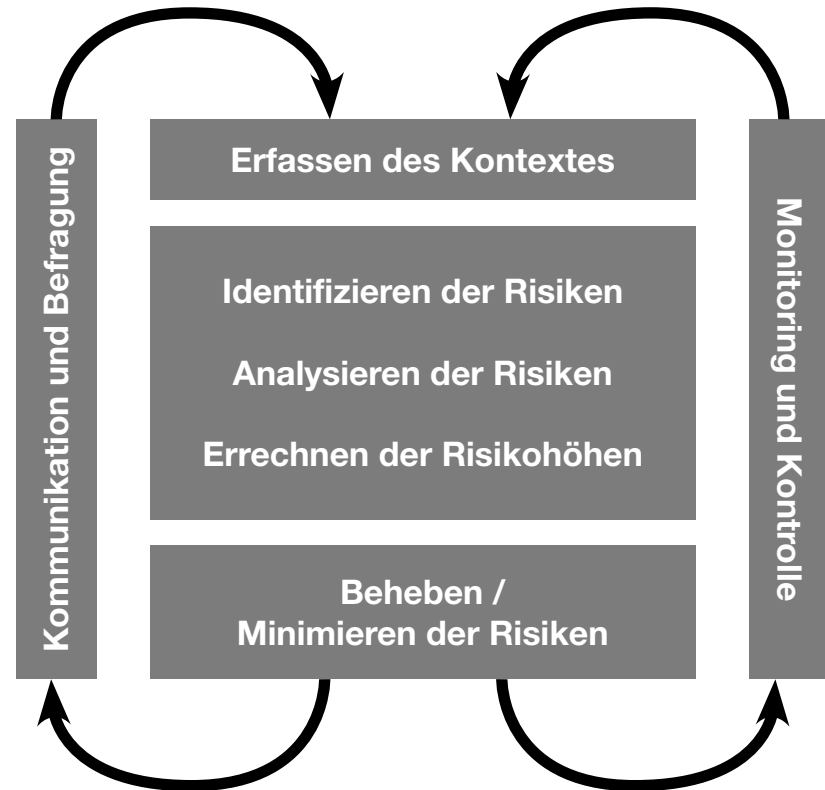 Kommunikation und Befragung
Erfassen des Kontextes
Identifizieren der Risiken
Analysieren der Risiken
Errechnen der Risikohöhen
Beheben /
Minimieren der Risiken
Monitoring und Kontrolle